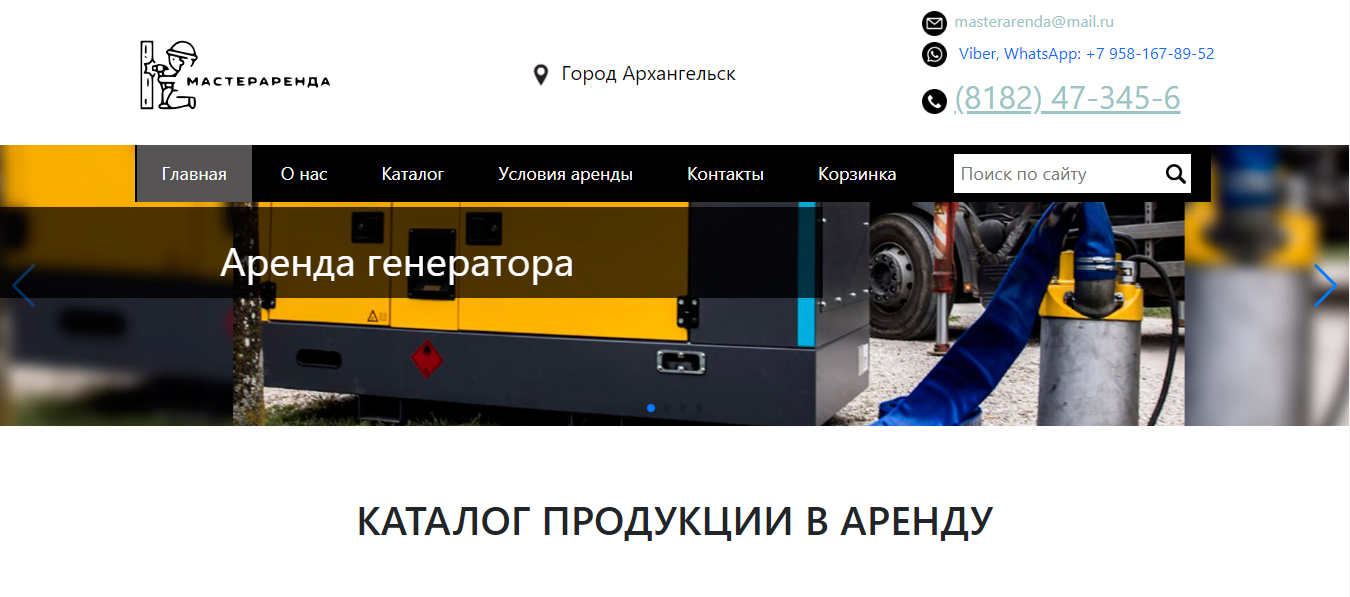 masterarenda@mail.ru
Viber, WhatsApp: +7 958-167-89-52
МАСТЕРАРЕНДА
Город Архангельск
(8182) 47-345-6
Главная О нас Каталог Условия аренды Контакты Корзинка Поиск по сайту
Аренда генератора
КАТАЛОГ ПРОДУКЦИИ В АРЕНДУ